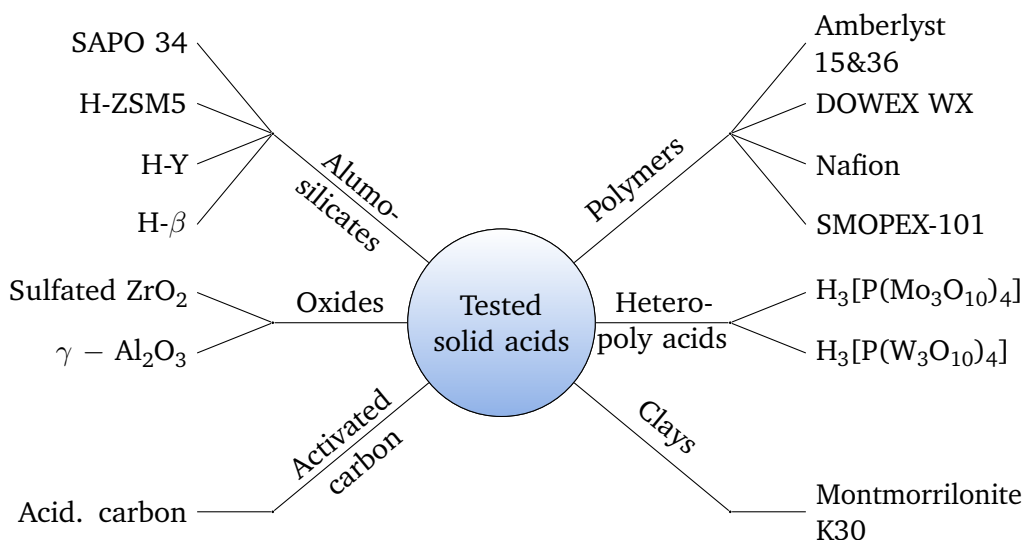 SAPO 34
H-ZSM5
H-Y
H-β
Alumo-
silicates
Sulfated ZrO₂
γ − Al₂O₃
Oxides
Acid. carbon
Activated
carbon
Tested
solid acids
Polymers
Amberlyst
15&36
DOWEX WX
Nafion
SMOPEX-101
Hetero-
poly acids
H₃[P(Mo₃O₁₀)₄]
H₃[P(W₃O₁₀)₄]
Clays
Montmorrilonite
K30